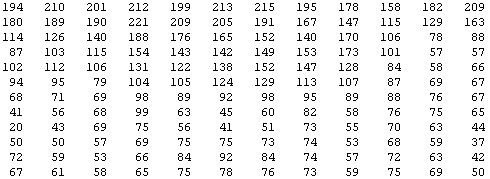 194 210 201 212 199 213 215 195 178 158 182 209
180 189 190 221 209 205 191 167 147 115 129 163
114 126 140 188 176 165 152 140 170 106 78 88
87 103 115 154 143 142 149 153 173 101 57 57
102 112 106 131 122 138 152 147 128 84 58 66
94 95 79 104 105 124 129 113 107 87 69 67
68 71 69 98 89 92 98 95 89 88 76 67
41 56 68 99 63 45 60 82 58 76 75 65
20 43 69 75 56 41 51 73 55 70 63 44
50 50 57 69 75 75 73 74 53 68 59 37
72 59 53 66 84 92 84 74 57 72 63 42
67 61 58 65 75 78 76 73 59 75 69 50